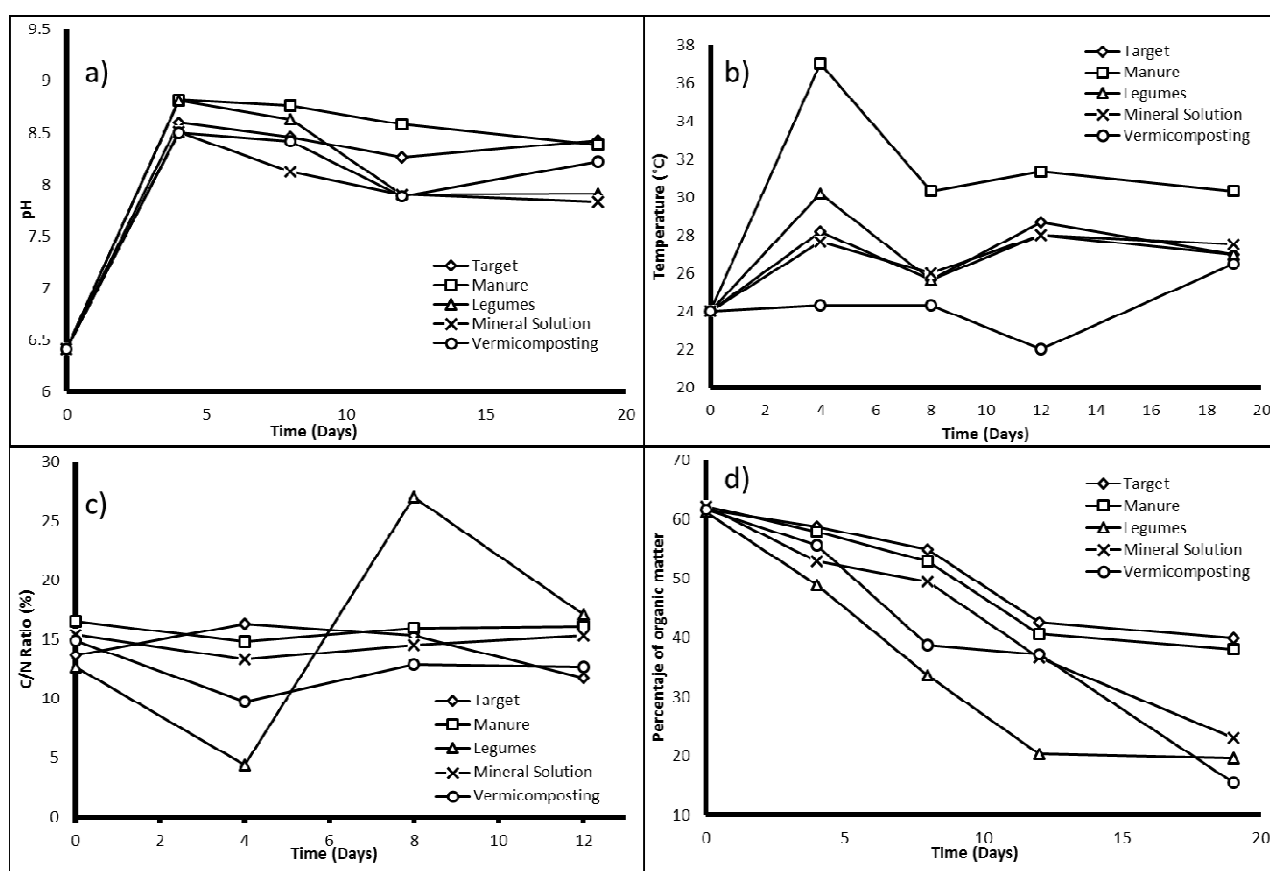 a)
9.5
9
8.5
8
7.5
7
6.5
6
pH
0 5 10 15 20
Time (Days)
Target
Manure
Legumes
Mineral Solution
Vermicomposting
b)
38
36
34
32
30
28
26
24
22
20
Temperature (°C)
0 2 4 6 8 10 12 14 16 18 20
Time (Days)
Target
Manure
Legumes
Mineral Solution
Vermicomposting
c)
30
25
20
15
10
5
0
C/N Ratio (%)
0 2 4 6 8 10 12
Time (Days)
Target
Manure
Legumes
Mineral Solution
Vermicomposting
d)
70
60
50
40
30
20
10
Percentaje of organic matter
0 5 10 15 20
Time (Days)
Target
Manure
Legumes
Mineral Solution
Vermicomposting